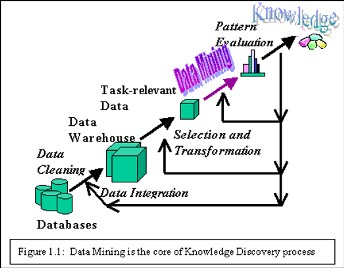 Knowledge
Pattern
Evaluation
Data Mining
Task-relevant
Data
Data
Warehouse
Selection and
Transformation
Data
Cleaning
Data Integration
Databases
Figure 1.1: Data Mining is the core of Knowledge Discovery process